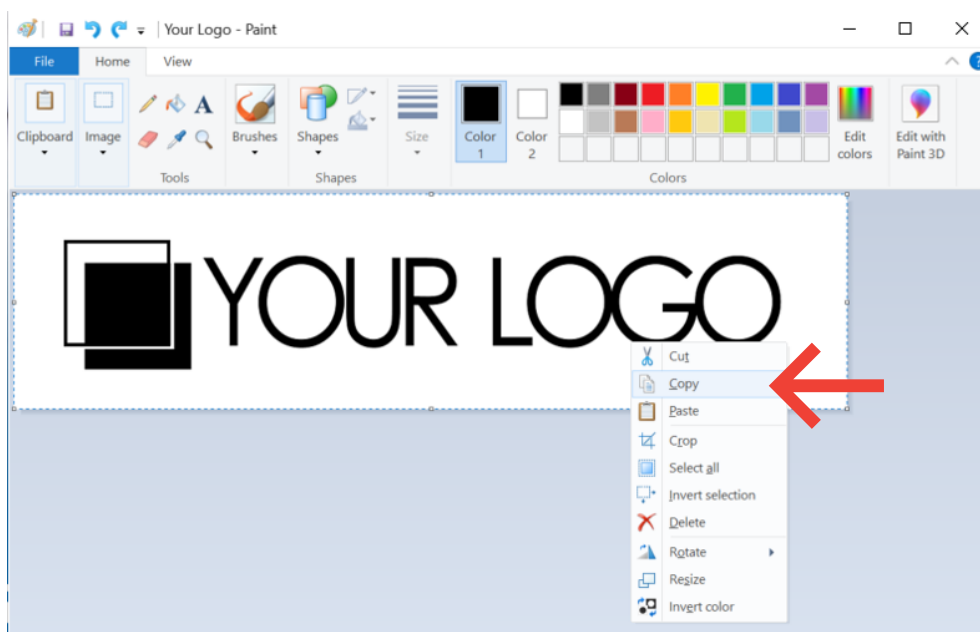 Your Logo - Paint
File Home View
Clipboard Image Brushes Shapes Size Color 1 Color 2 Edit colors Edit with Paint 3D
Tools Shapes Colors
YOUR LOGO
Cut
Copy
Paste
Crop
Select all
Invert selection
Delete
Rotate
Resize
Invert color